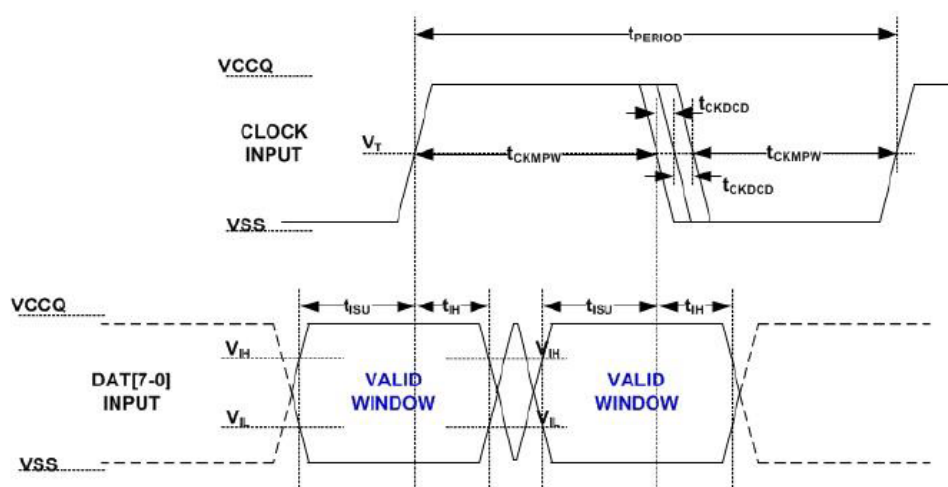 tPERIOD
VCCQ
tCKDCD
CLOCK
INPUT
VT
tCKMPW
tCKMPW
tCKDCD
VSS
VCCQ
tISU
tIH
tISU
tIH
VIH
VIH
DAT[7-0]
INPUT
VALID
WINDOW
VALID
WINDOW
VIL
VIL
VSS